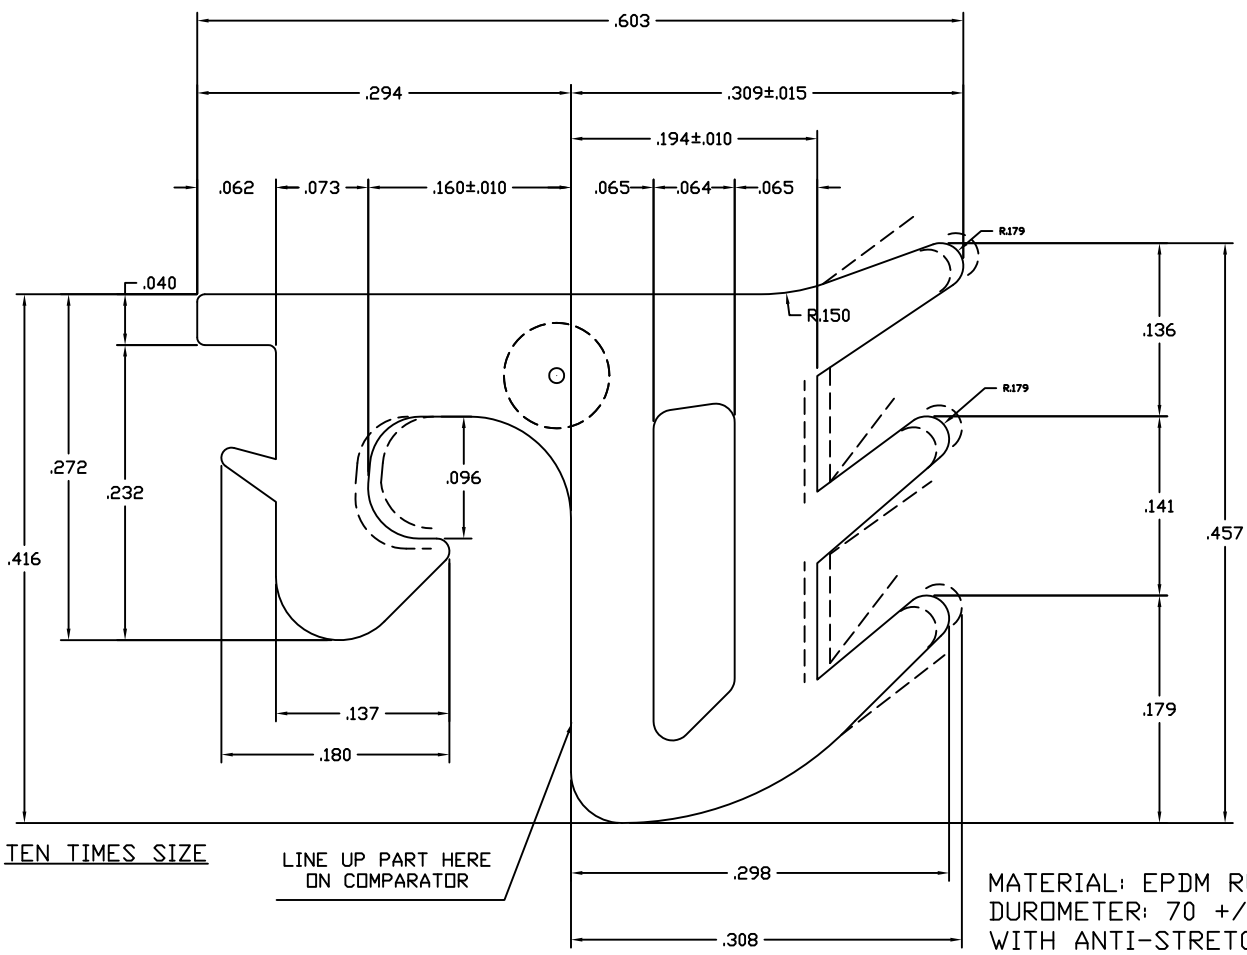 .603
.294
.309±.015
.194±.010
.062
.073
.160±.010
.065
.064
.065
R.179
.040
R.150
.136
R.179
.272
.096
.232
.141
.457
.416
.137
.179
.180
TEN TIMES SIZE
LINE UP PART HERE
ON COMPARATOR
.298
MATERIAL: EPDM
DUROMETER: 70 +/
WITH
.308